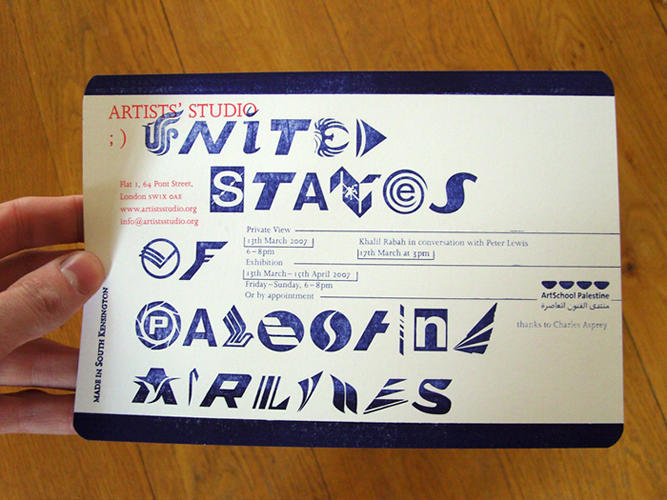 ARTISTS' STUDIO
; )
UNITED
STATES
OF
PALESTINE
AIRLINES
Flat 1, 64 Pont Street,
London SW1X 0AE
www.artistsstudio.org
info@artistsstudio.org
Private View
13th March 2007
6–8pm
Exhibition
13th March–15th April 2007
Friday–Sunday, 6–8pm
Or by appointment
Khalil Rabah in conversation with Peter Lewis
17th March at 3pm
ArtSchool Palestine
منتدى الفنون المعاصرة
thanks to Charles Asprey
MADE IN SOUTH KENINGTON